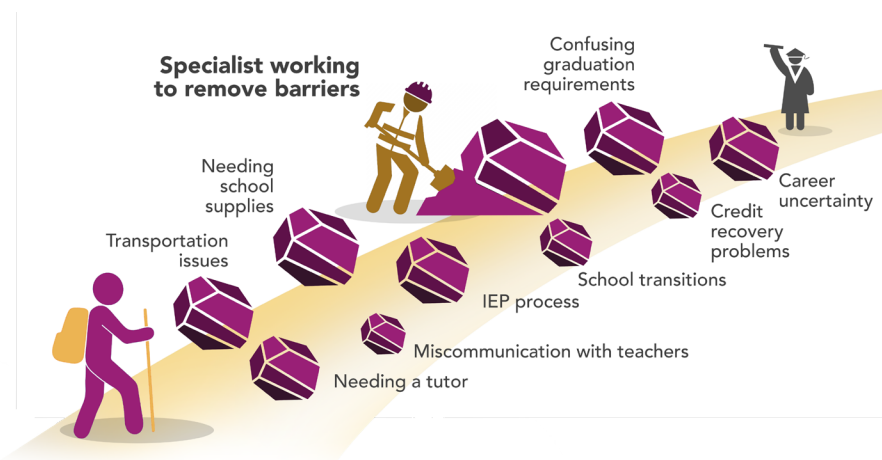 Specialist working
to remove barriers
Confusing
graduation
requirements
Needing
school
supplies
Transportation
issues
Career
uncertainty
Credit
recovery
problems
School transitions
IEP process
Miscommunication with teachers
Needing a tutor